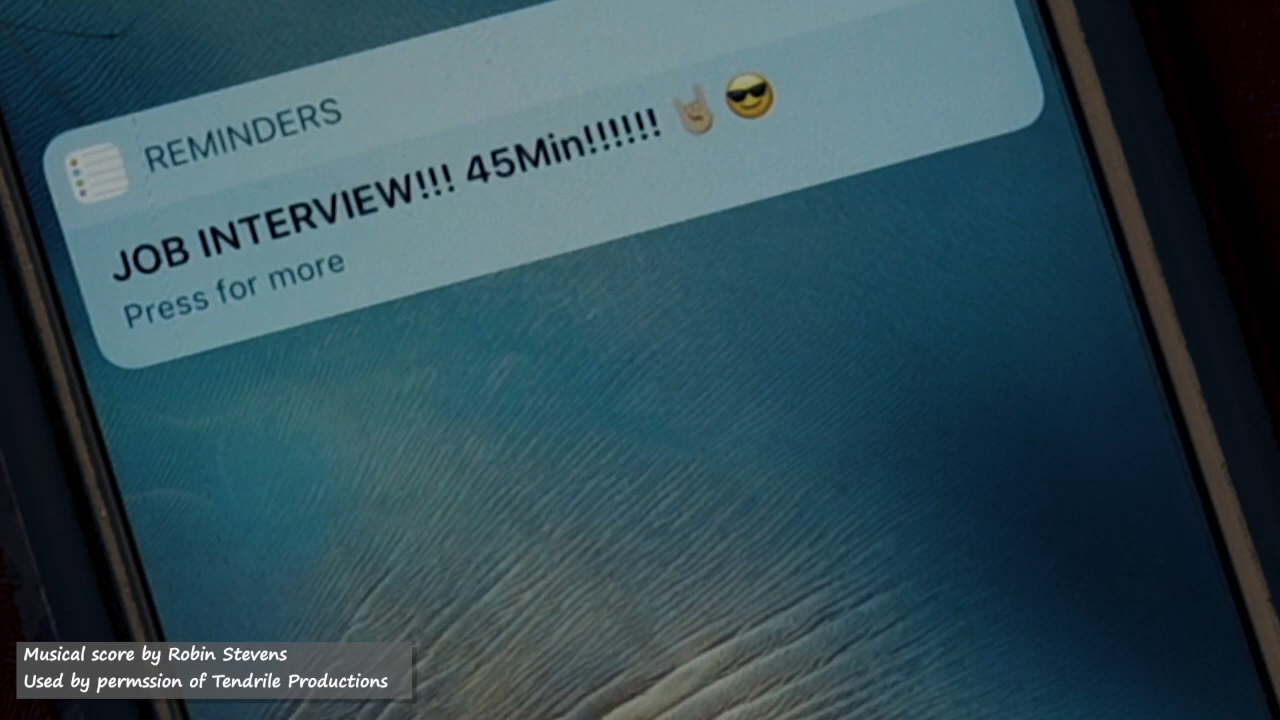 REMINDERS
JOB INTERVIEW!!! 45Min!!!!!! 🤘🏼 😎
Press for more
Musical score by Robin Stevens
Used by permssion of Tendrile Productions